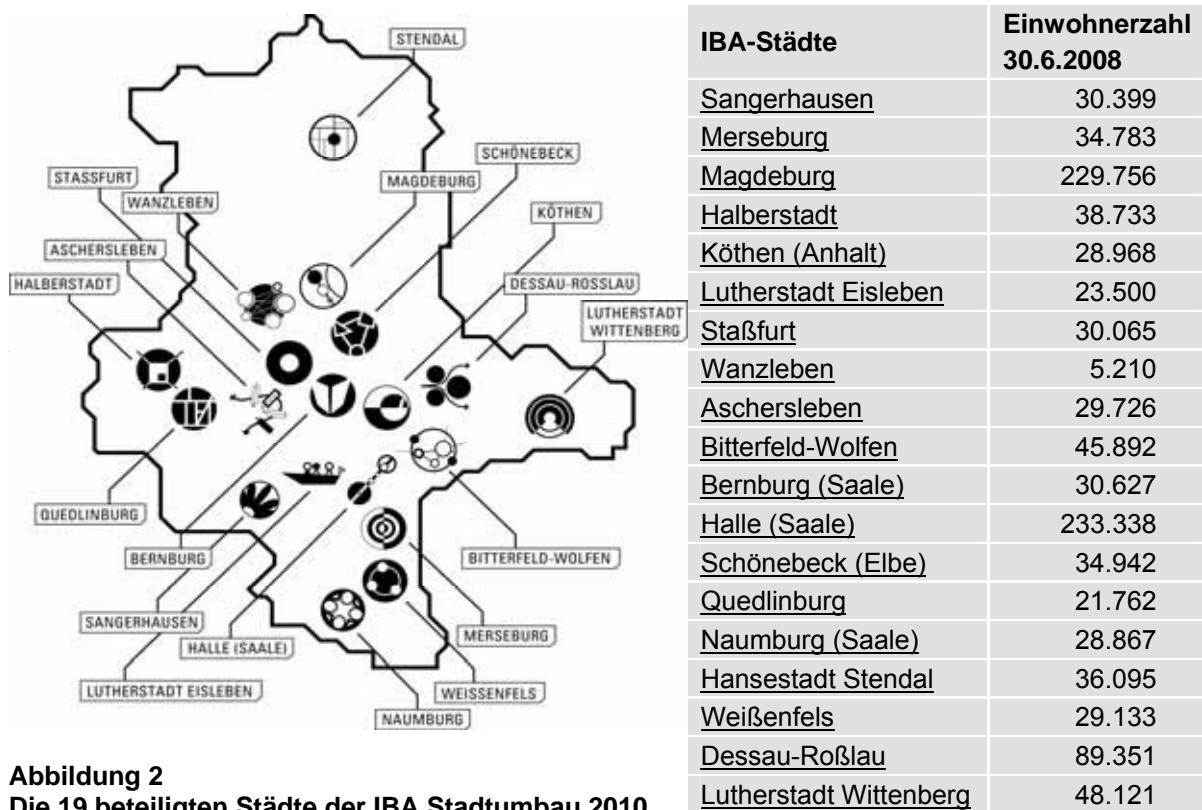 STENDAL
SCHÖNEBECK
STASSFURT
MAGDEBURG
WANZLEBEN
KÖTHEN
ASCHERSLEBEN
HALBERSTADT
DESSAU-ROSSLAU
LUTHERSTADT
WITTENBERG
QUEDLINBURG
BERNBURG
BITTERFELD-WOLFEN
SANGERHAUSEN
HALLE (SAALE)
MERSEBURG
LUTHERSTADT EISLEBEN
WEISSENFELS
NAUMBURG
Abbildung 2
Die 19 beteiligten Städte der IBA Stadtumbau 2010
IBA-Städte Einwohnerzahl
30.6.2008
Sangerhausen 30.399
Merseburg 34.783
Magdeburg 229.756
Halberstadt 38.733
Köthen (Anhalt) 28.968
Lutherstadt Eisleben 23.500
Staßfurt 30.065
Wanzleben 5.210
Aschersleben 29.726
Bitterfeld-Wolfen 45.892
Bernburg (Saale) 30.627
Halle (Saale) 233.338
Schönebeck (Elbe) 34.942
Quedlinburg 21.762
Naumburg (Saale) 28.867
Hansestadt Stendal 36.095
Weißenfels 29.133
Dessau-Roßlau 89.351
Lutherstadt Wittenberg 48.121